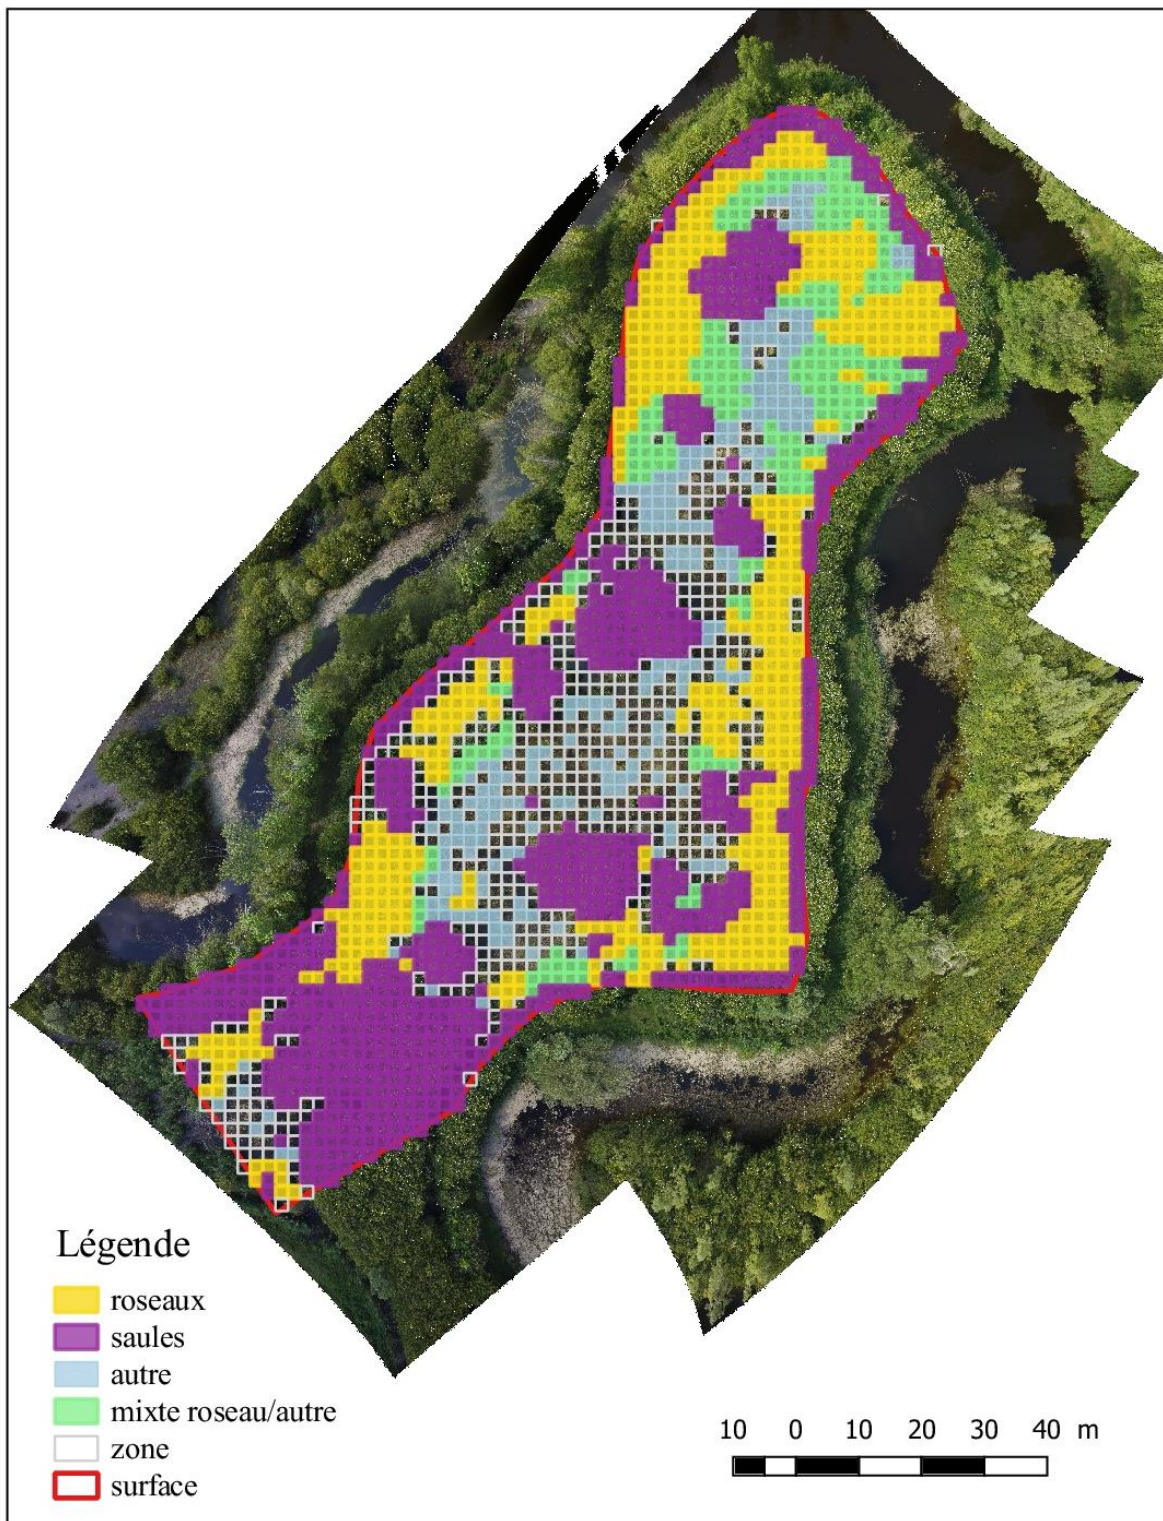 Légende
roseaux
saules
autre
mixte roseau/autre
zone
surface
10 0 10 20 30 40 m